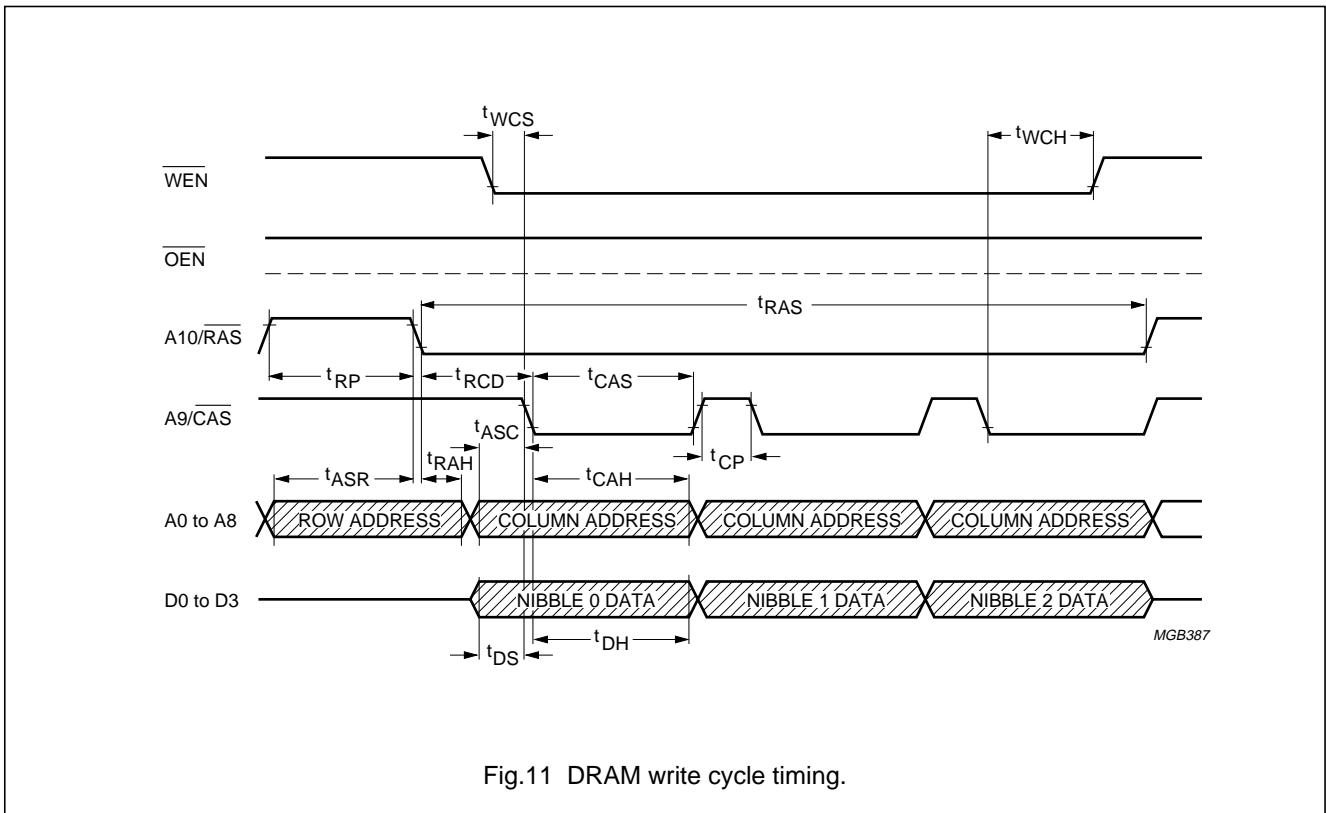 tWCS
tWCH
WEN
OEN
tRAS
A10/RAS
tRP
tRCD
tCAS
A9/CAS
tASC
tCP
tASR
tRAH
tCAH
A0 to A8
ROW ADDRESS
COLUMN ADDRESS
COLUMN ADDRESS
COLUMN ADDRESS
D0 to D3
NIBBLE 0 DATA
NIBBLE 1 DATA
NIBBLE 2 DATA
MGB387
tDS
tDH
Fig.11 DRAM write cycle timing.